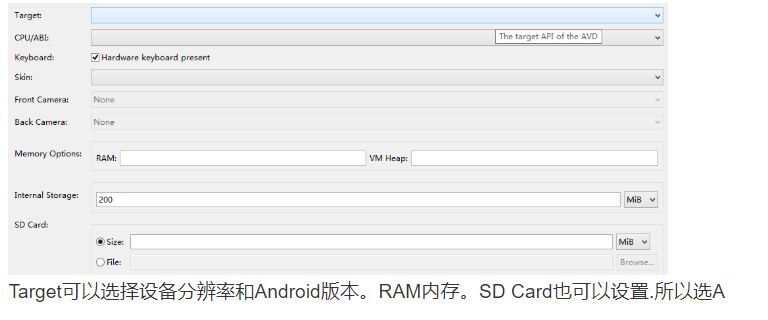 Target:
CPU/ABI: The target API of the AVD
Keyboard: Hardware keyboard present
Skin:
Front Camera: None
Back Camera: None
Memory Options: RAM: VM Heap:
Internal Storage: 200 MiB
SD Card:
Size: MiB
File: Browse...
Target可以选择设备分辨率和Android版本。RAM内存。SD Card也可以设置.所以选A